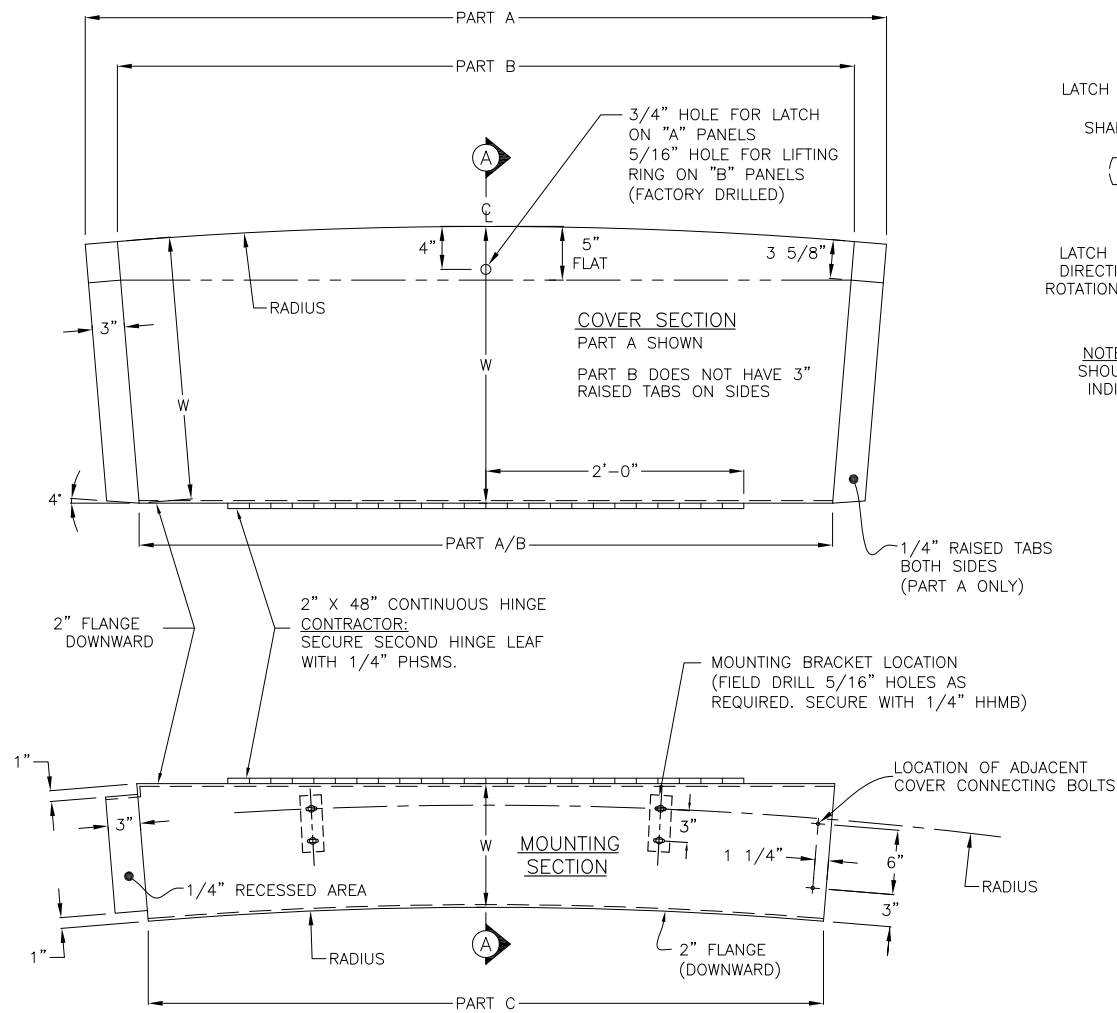 PART A
PART B
3/4" HOLE FOR LATCH
ON "A" PANELS
5/16" HOLE FOR LIFTING
RING ON "B" PANELS
(FACTORY DRILLED)
A
℄
4"
5"
FLAT
3 5/8"
RADIUS
3"
COVER SECTION
PART A SHOWN
PART B DOES NOT HAVE 3"
RAISED TABS ON SIDES
W
W
2'-0"
4°
PART A/B
1/4" RAISED TABS
BOTH SIDES
(PART A ONLY)
2" FLANGE
DOWNWARD
2" X 48" CONTINUOUS HINGE
CONTRACTOR:
SECURE SECOND HINGE LEAF
WITH 1/4" PHSMS.
MOUNTING BRACKET LOCATION
(FIELD DRILL 5/16" HOLES AS
REQUIRED. SECURE WITH 1/4" HHMB)
1"
LOCATION OF ADJACENT
COVER CONNECTING BOLTS
3"
3"
W
MOUNTING
SECTION
1 1/4"
6"
1/4" RECESSED AREA
RADIUS
3"
1"
RADIUS
A
2" FLANGE
(DOWNWARD)
PART C
LATCH
LATCH
DIRECTI
ROTATION
NOTE
SHOU
INDI